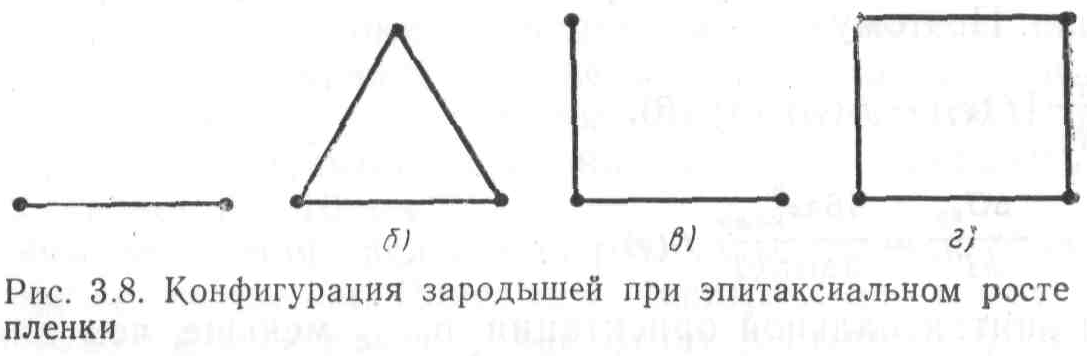 б)
в)
г)
Рис. 3.8. Конфигурация зародышей при эпитаксиальном росте
пленки